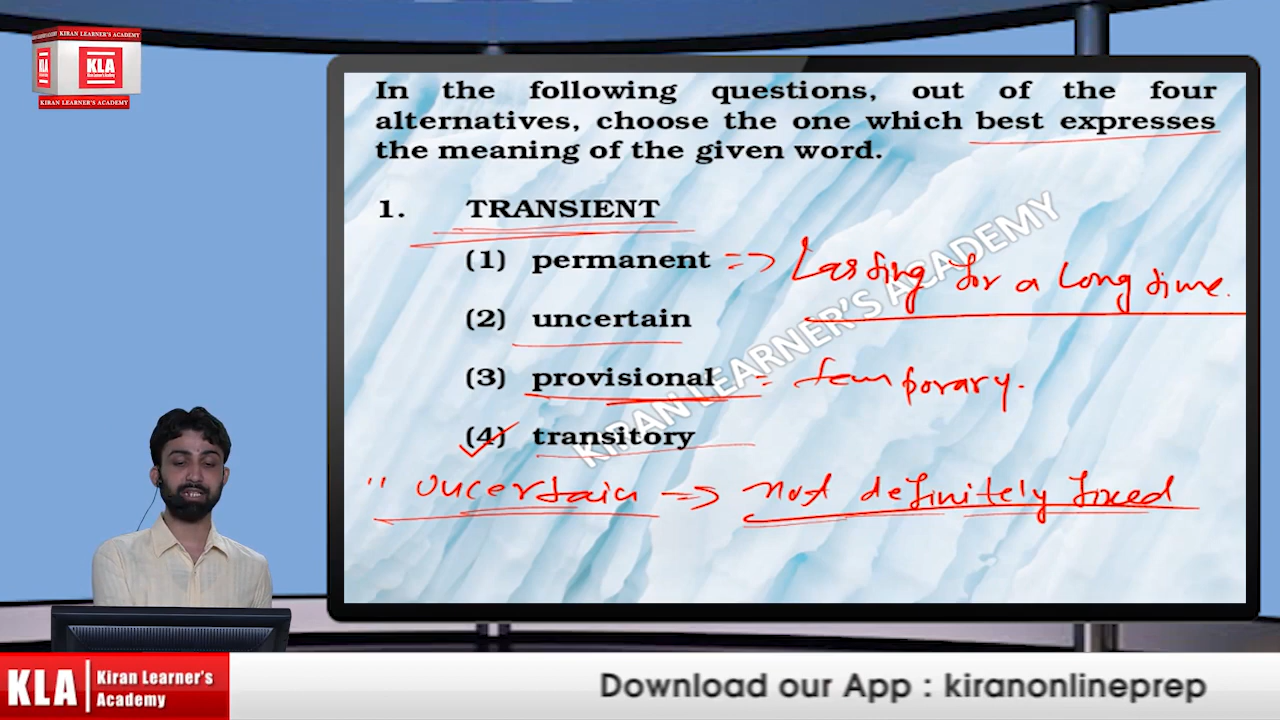 KIRAN LEARNER'S ACADEMY
KLA
Kiran Learner's Academy
KIRAN LEARNER'S ACADEMY
In the following questions, out of the four
alternatives, choose the one which best expresses
the meaning of the given word.
1. TRANSIENT
(1) permanent => Lasting for a long time.
(2) uncertain
(3) provisional = temporary.
(4) transitory
KIRAN LEARNER'S ACADEMY
" uncertain => not definitely fixed
KLA
Kiran Learner's
Academy
Download our App : kiranonlineprep